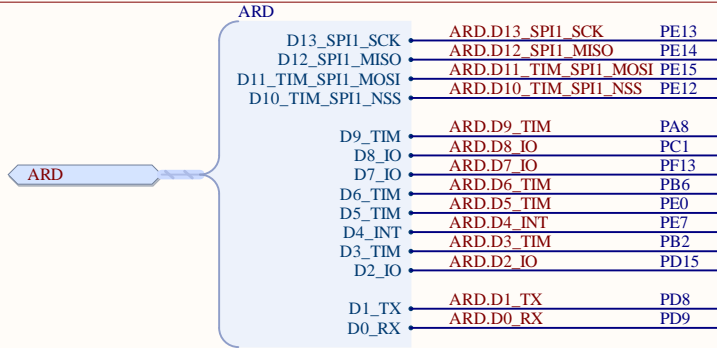 ARD
D13_SPI1_SCK ARD.D13_SPI1_SCK PE13
D12_SPI1_MISO ARD.D12_SPI1_MISO PE14
D11_TIM_SPI1_MOSI ARD.D11_TIM_SPI1_MOSI PE15
D10_TIM_SPI1_NSS ARD.D10_TIM_SPI1_NSS PE12
D9_TIM ARD.D9_TIM PA8
D8_IO ARD.D8_IO PC1
D7_IO ARD.D7_IO PF13
ARD
D6_TIM ARD.D6_TIM PB6
D5_TIM ARD.D5_TIM PE0
D4_INT ARD.D4_INT PE7
D3_TIM ARD.D3_TIM PB2
D2_IO ARD.D2_IO PD15
D1_TX ARD.D1_TX PD8
D0_RX ARD.D0_RX PD9